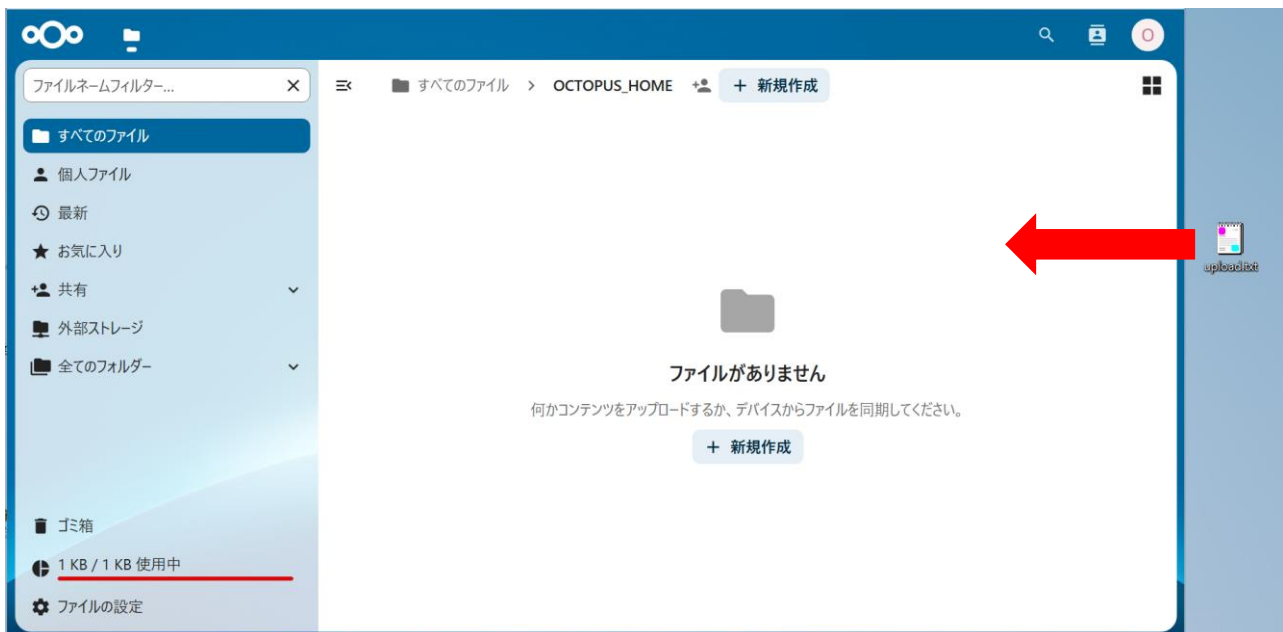 O
ファイルネームフィルター...
すべてのファイル > OCTOPUS_HOME + 新規作成
すべてのファイル
個人ファイル
最新
お気に入り
共有
外部ストレージ
全てのフォルダー
upload.txt
ファイルがありません
何かコンテンツをアップロードするか、デバイスからファイルを同期してください。
+ 新規作成
ゴミ箱
1 KB / 1 KB 使用中
ファイルの設定